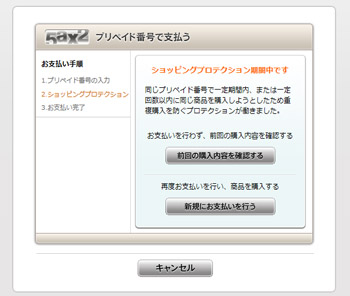 5ax2 プリペイド番号で支払う
お支払い手順
1.プリペイド番号の入力
2.ショッピングプロテクション
3.お支払い完了
ショッピングプロテクション期間中です
同じプリペイド番号で一定期間内、または一定
回数以内に同じ商品を購入しようとしたため重
複購入を防ぐプロテクションが働きました。
お支払いを行わず、前回の購入内容を確認する
前回の購入内容を確認する
再度お支払いを行い、商品を購入する
新規にお支払いを行う
キャンセル